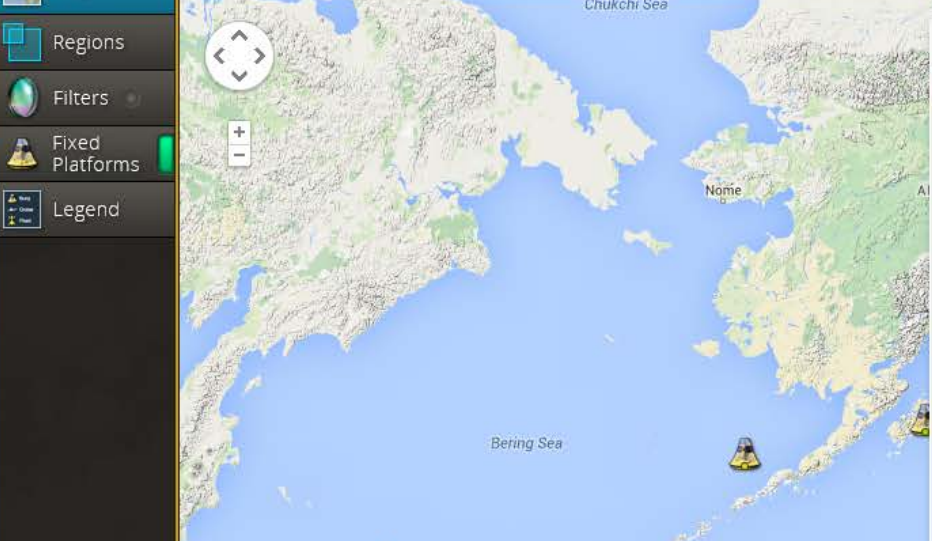 Chukchi Sea
Regions
Filters
Fixed
Platforms
Legend
Nome
Bering Sea